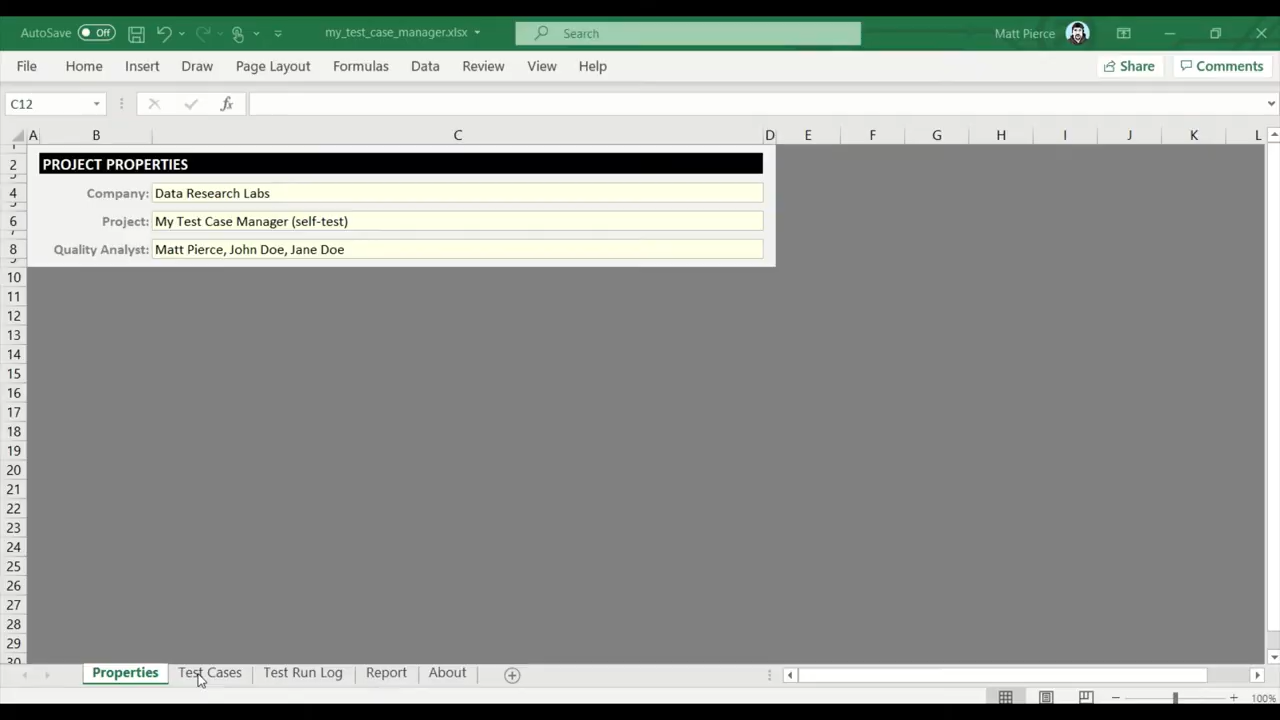 AutoSave Off my_test_case_manager.xlsx Search Matt Pierce
File Home Insert Draw Page Layout Formulas Data Review View Help Share Comments
C12 fx
A B C D E F G H I J K L
2 PROJECT PROPERTIES
4 Company: Data Research Labs
6 Project: My Test Case Manager (self-test)
8 Quality Analyst: Matt Pierce, John Doe, Jane Doe
10
11
12
13
14
15
16
17
18
19
20
21
22
23
24
25
26
27
28
29
30
Properties Test Cases Test Run Log Report About
100%